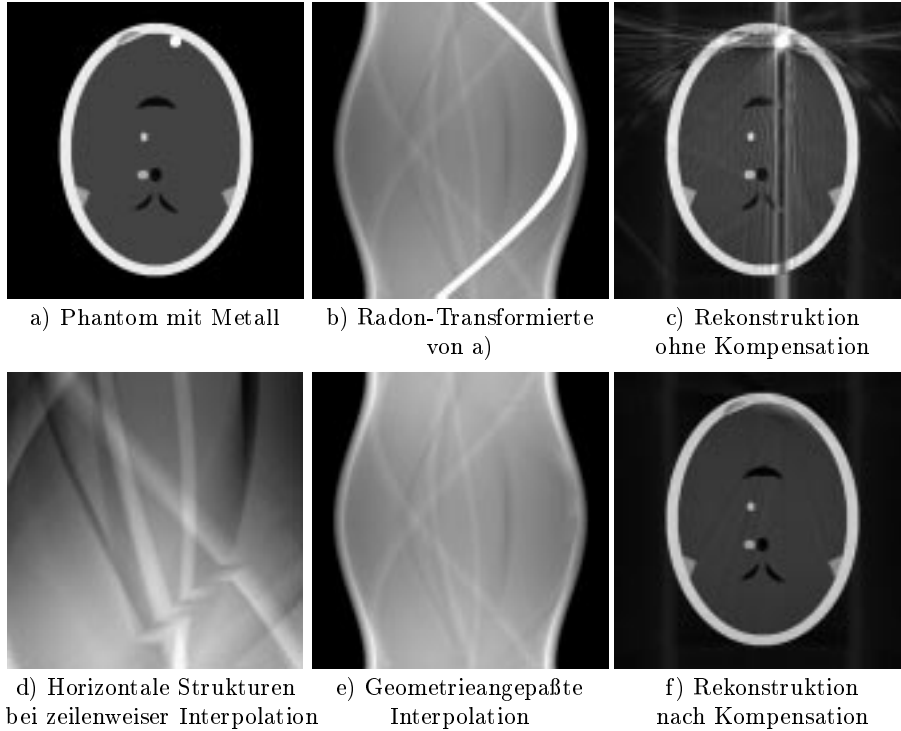 a) Phantom mit Metall
b) Radon-Transformierte
von a)
c) Rekonstruktion
ohne Kompensation
d) Horizontale Strukturen
bei zeilenweiser Interpolation
e) Geometrieangepaßte
Interpolation
f) Rekonstruktion
nach Kompensation